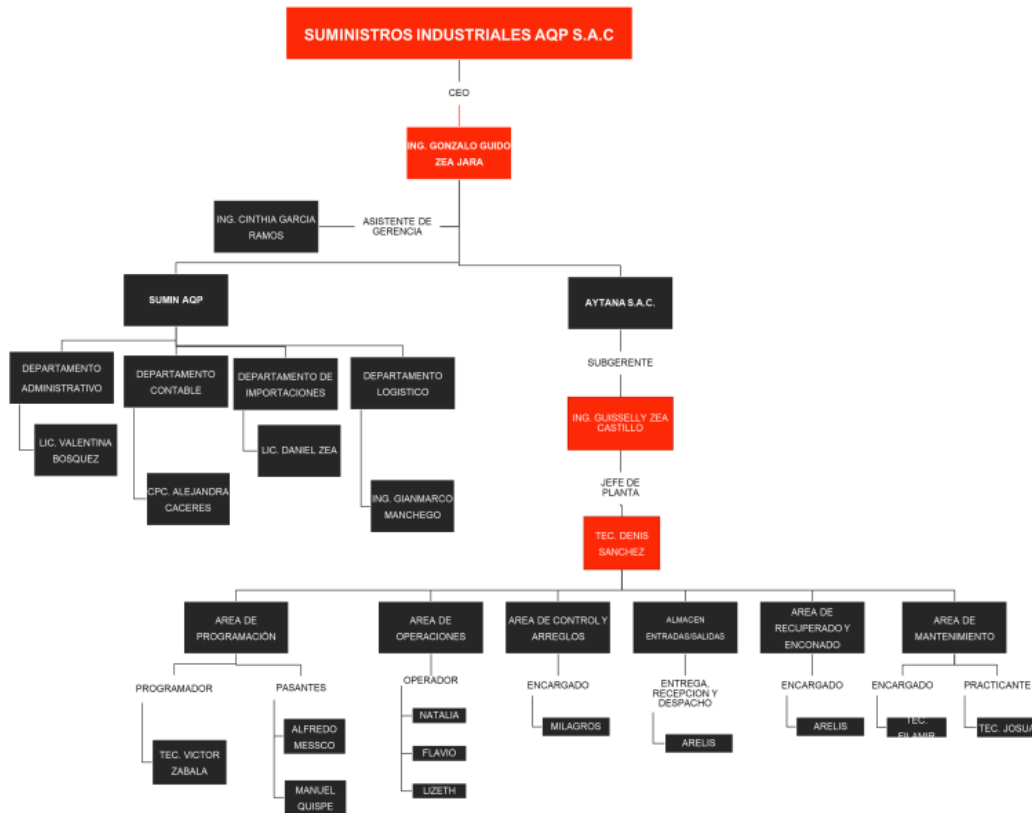 SUMINISTROS INDUSTRIALES AQP S.A.C
CEO
ING. GONZALO GUIDO
ZEA JARA
ING. CINTHIA GARCIA
RAMOS
ASISTENTE DE
GERENCIA
SUMIN AQP
AYTANA S.A.C.
DEPARTAMENTO
ADMINISTRATIVO
DEPARTAMENTO
CONTABLE
DEPARTAMENTO DE
IMPORTACIONES
DEPARTAMENTO
LOGISTICO
SUBGERENTE
LIC. VALENTINA
BOSQUEZ
CPC. ALEJANDRA
CACERES
LIC. DANIEL ZEA
ING. GIANMARCO
MANCHEGO
ING. GUISSELLY ZEA
CASTILLO
JEFE DE
PLANTA
TEC. DENIS
SANCHEZ
AREA DE
PROGRAMACIÓN
AREA DE
OPERACIONES
AREA DE CONTROL Y
ARREGLOS
ALMACEN
ENTRADAS/SALIDAS
AREA DE
RECUPERADO Y
ENCONADO
AREA DE
MANTENIMIENTO
PROGRAMADOR
TEC. VICTOR
ZABALA
PASANTES
ALFREDO
MESSCO
MANUEL
QUISPE
OPERADOR
NATALIA
FLAVIO
LIZETH
ENCARGADO
MILAGROS
ENTREGA,
RECEPCION Y
DESPACHO
ARELIS
ENCARGADO
ARELIS
ENCARGADO
TEC.
FILAMIR
PRACTICANTE
TEC. JOSUA